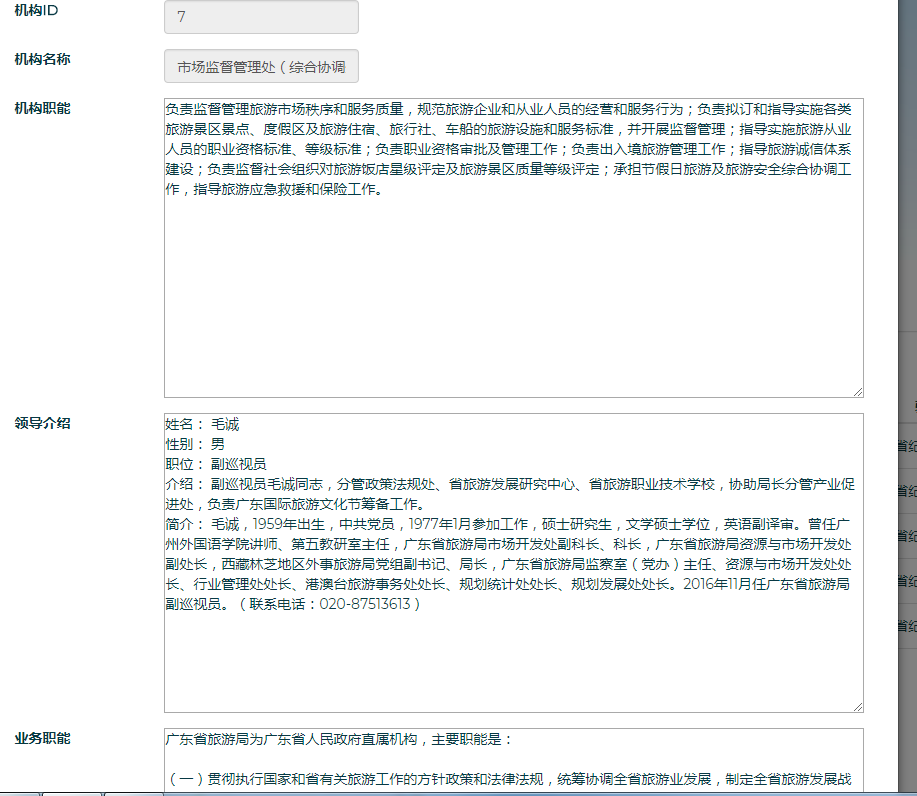 机构ID
7
机构名称
市场监督管理处（综合协调
机构职能
负责监督管理旅游市场秩序和服务质量，规范旅游企业和从业人员的经营和服务行为；负责拟订和指导实施各类
旅游景区景点、度假区及旅游住宿、旅行社、车船的旅游设施和服务标准，并开展监督管理；指导实施旅游从业
人员的职业资格标准、等级标准；负责职业资格审批及管理工作；负责出入境旅游管理工作；指导旅游诚信体系
建设；负责监督社会组织对旅游饭店星级评定及旅游景区质量等级评定；承担节假日旅游及旅游安全综合协调工
作，指导旅游应急救援和保险工作。
领导介绍
姓名： 毛诚
性别： 男
职位： 副巡视员
介绍： 副巡视员毛诚同志，分管政策法规处、省旅游发展研究中心、省旅游职业技术学校，协助局长分管产业促
进处，负责广东国际旅游文化节筹备工作。
简介： 毛诚，1959年出生，中共党员，1977年1月参加工作，硕士研究生，文学硕士学位，英语副译审。曾任广
州外国语学院讲师、第五教研室主任，广东省旅游局市场开发处副科长、科长，广东省旅游局资源与市场开发处
副处长，西藏林芝地区外事旅游局党组副书记、局长，广东省旅游局监察室（党办）主任、资源与市场开发处处
长、行业管理处处长、港澳台旅游事务处处长、规划统计处处长、规划发展处处长。2016年11月任广东省旅游局
副巡视员。（联系电话：020-87513613）
业务职能
广东省旅游局为广东省人民政府直属机构，主要职能是：
（一）贯彻执行国家和省有关旅游工作的方针政策和法律法规，统筹协调全省旅游业发展，制定全省旅游发展战
省纪
省纪
省纪
省纪
省纪